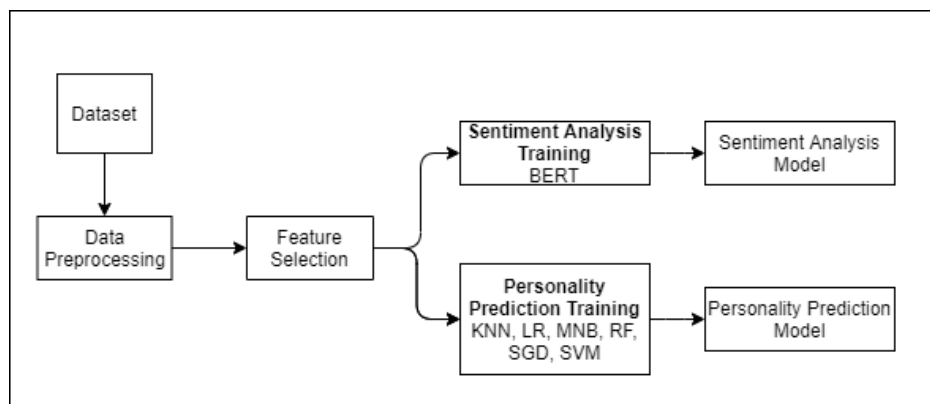 Dataset
Data
Preprocessing
Feature
Selection
Sentiment Analysis
Training
BERT
Sentiment Analysis
Model
Personality
Prediction Training
KNN, LR, MNB, RF,
SGD, SVM
Personality Prediction
Model